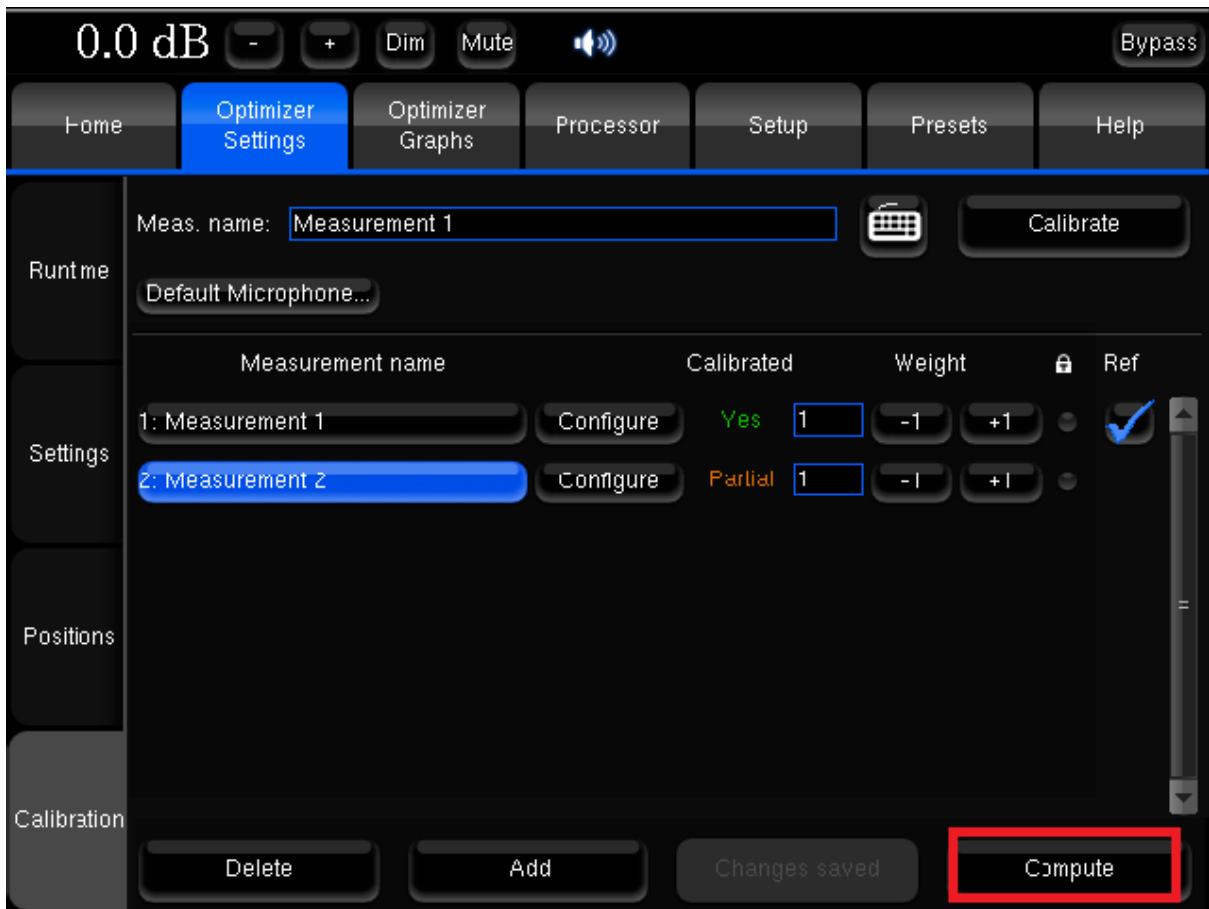 0.0 dB - + Dim Mute Bypass
Home
Optimizer
Settings
Optimizer
Graphs
Processor
Setup
Presets
Help
Runtime
Settings
Positions
Calibration
Meas. name: Measurement 1
Calibrate
Default Microphone...
Measurement name Calibrated Weight Ref
1: Measurement 1 Configure Yes 1 -1 +1
2: Measurement 2 Configure Partial 1 -1 +1
Delete Add Changes saved Compute